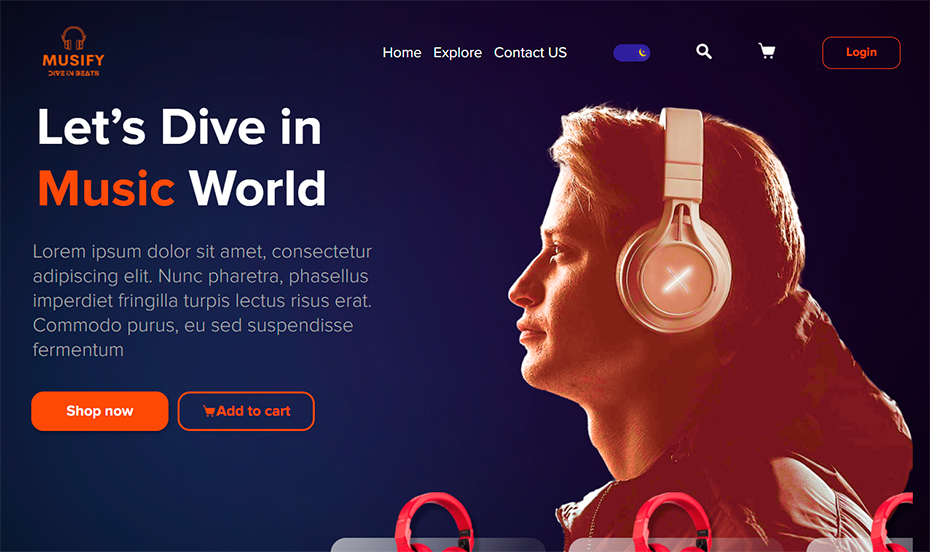 MUSIFY
DIVE IN BEATS
Home Explore Contact US
Login
Let’s Dive in
Music World
Lorem ipsum dolor sit amet, consectetur
adipiscing elit. Nunc pharetra, phasellus
imperdiet fringilla turpis lectus risus erat.
Commodo purus, eu sed suspendisse
fermentum
Shop now
Add to cart